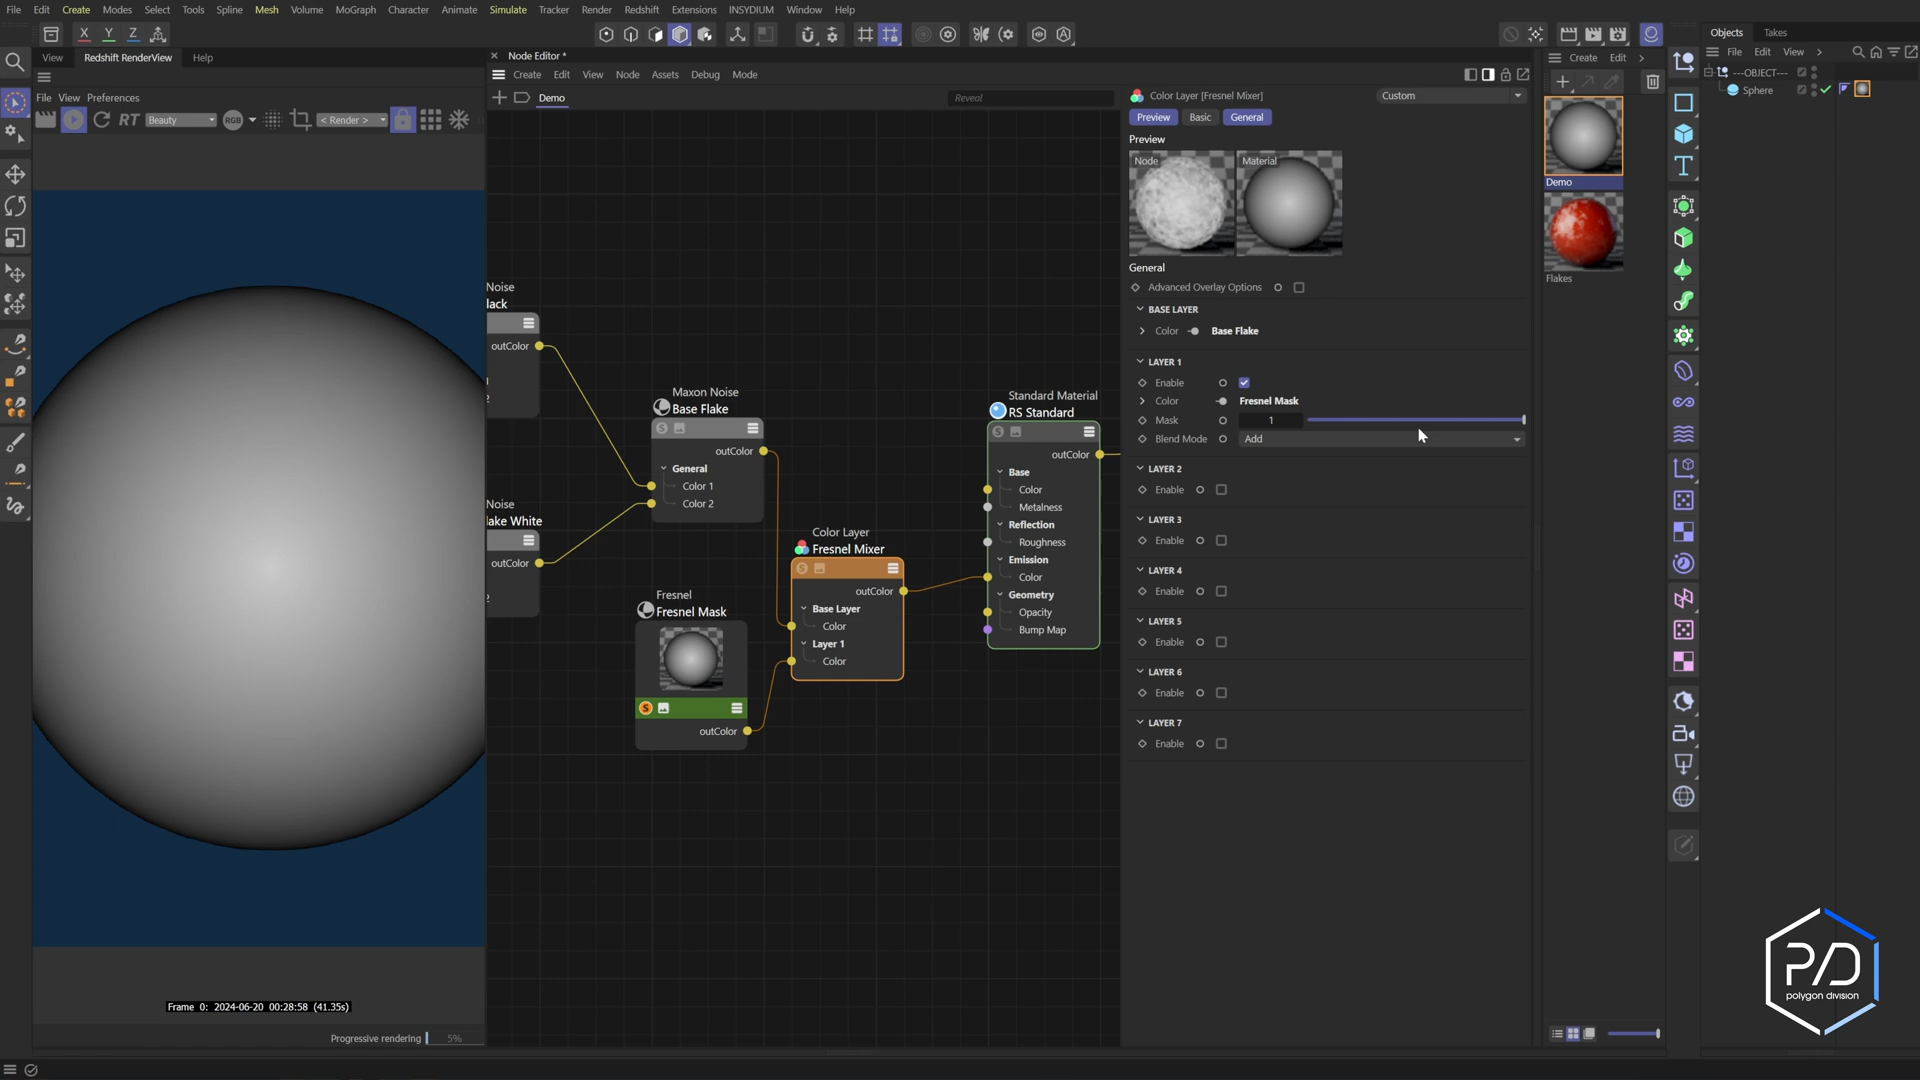 File Edit Create Modes Select Tools Spline Mesh Volume MoGraph Character Animate Simulate Tracker Render Redshift Extensions INSYDIUM Window Help
X Y Z
View Redshift RenderView Help
File View Preferences
RT Beauty RGB < Render >
Frame 0: 2024-06-20 00:28:58 (41.35s)
Progressive rendering 5%
Node Editor *
Create Edit View Node Assets Debug Mode
Demo
Reveal
Noise
lack
outColor
Noise
lake White
outColor
Maxon Noise
Base Flake
outColor
General
Color 1
Color 2
Fresnel
Fresnel Mask
outColor
Color Layer
Fresnel Mixer
outColor
Base Layer
Color
Layer 1
Color
Standard Material
RS Standard
outColor
Base
Color
Metalness
Reflection
Roughness
Emission
Color
Geometry
Opacity
Bump Map
Color Layer [Fresnel Mixer]
Custom
Preview Basic General
Preview
Node
Material
General
Advanced Overlay Options
BASE LAYER
Color Base Flake
LAYER 1
Enable
Color Fresnel Mask
Mask 1
Blend Mode Add
LAYER 2
Enable
LAYER 3
Enable
LAYER 4
Enable
LAYER 5
Enable
LAYER 6
Enable
LAYER 7
Enable
Create Edit
Demo
Flakes
Objects Takes
File Edit View
---OBJECT---
Sphere
P/D
polygon division